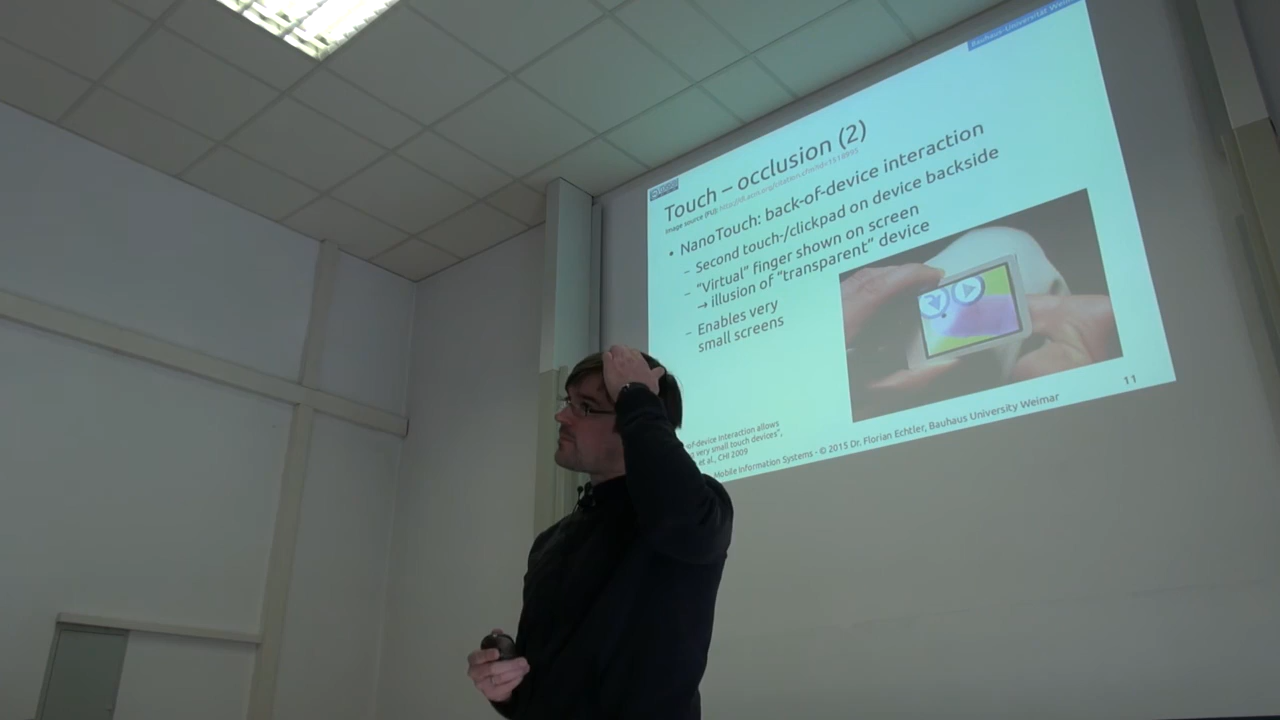 Bauhaus-Universität Weimar
Touch – occlusion (2)
Image source (FU):
• NanoTouch: back-of-device interaction
– Second touch-/clickpad on device backside
– "Virtual" finger shown on screen
→ illusion of "transparent" device
– Enables very
small screens
of-device interaction allows
very small touch devices",
et al., CHI 2009
11
Mobile Information Systems - © 2015 Dr. Florian Echtler, Bauhaus University Weimar